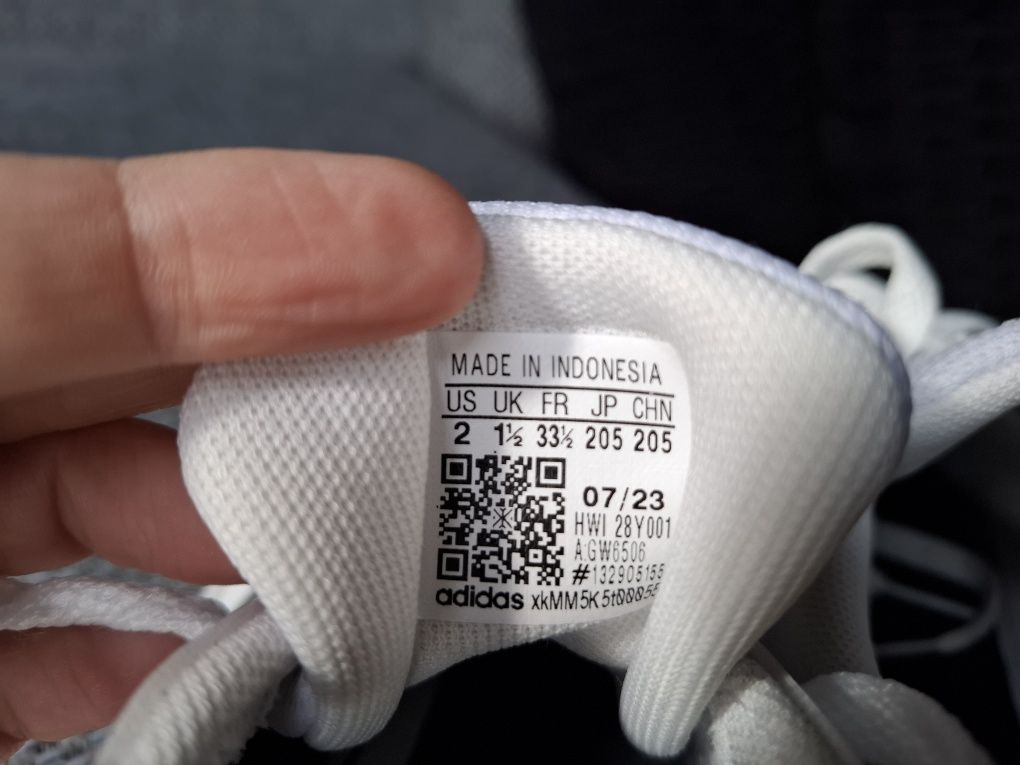 MADE IN INDONESIA
US UK FR JP CHN
2 1½ 33½ 205 205
07/23
HWI 28Y001
A:GW6506
#132905155
adidas